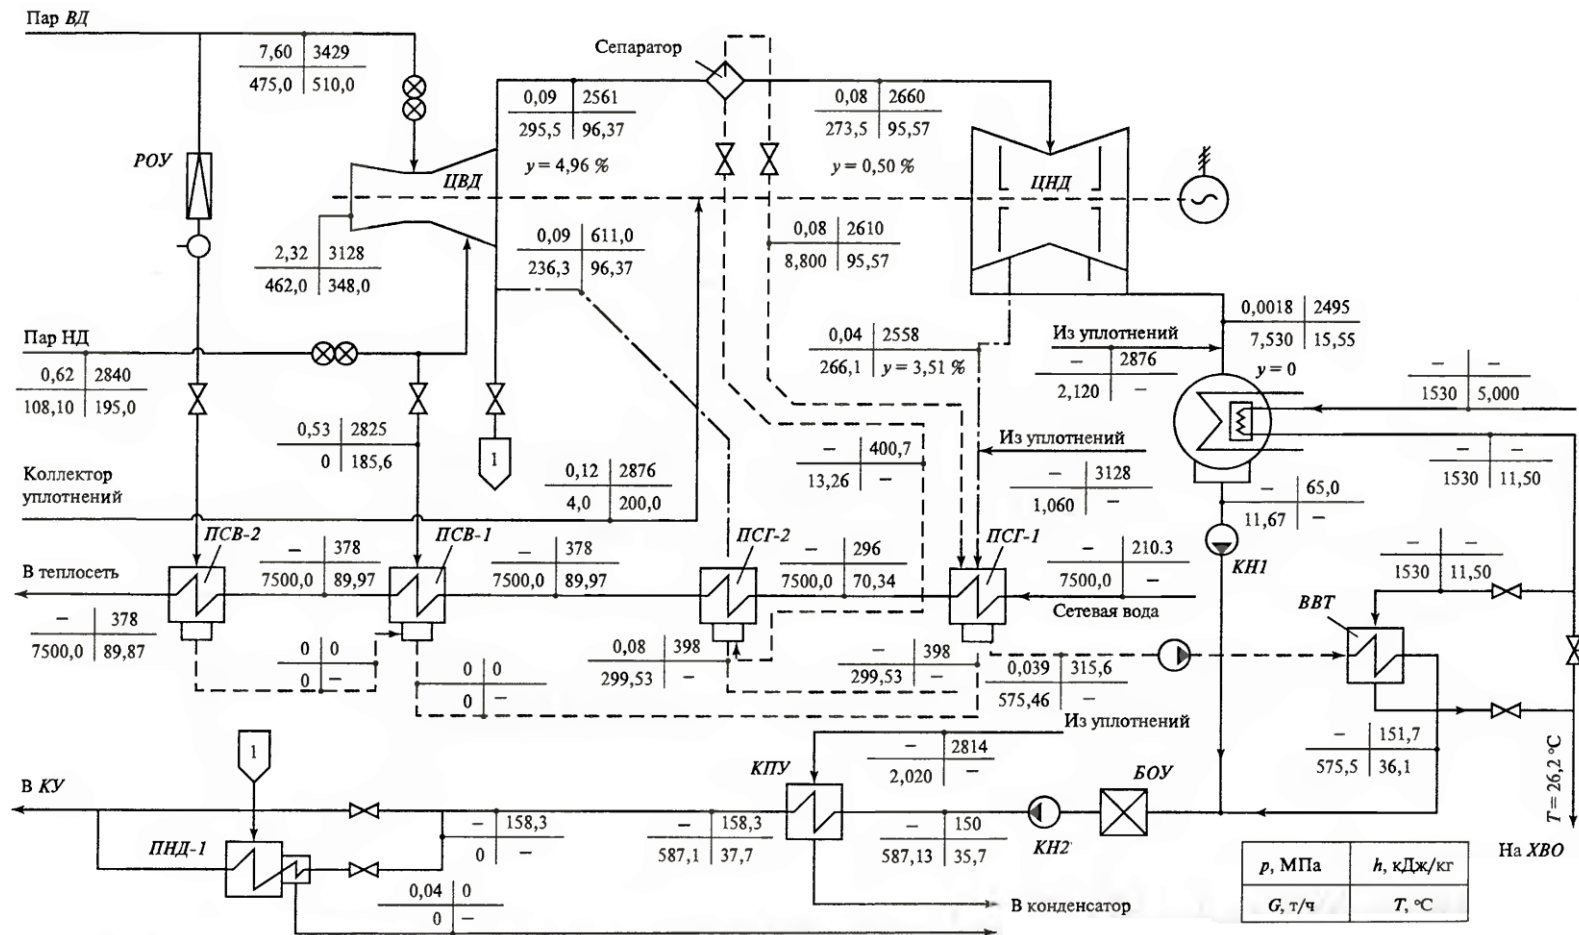 Пар ВД
7,60 3429
475,0 510,0
Сепаратор
0,09 2561
295,5 96,37
y = 4,96 %
0,08 2660
273,5 95,57
y = 0,50 %
РОУ
ЦВД
ЦНД
2,32 3128
462,0 348,0
0,09 611,0
236,3 96,37
0,08 2610
8,800 95,57
Пар НД
0,62 2840
108,10 195,0
0,04 2558
266,1 y = 3,51 %
Из уплотнений
– 2876
2,120 –
0,0018 2495
7,530 15,55
y = 0
– –
1530 5,000
0,53 2825
0 185,6
1
– 400,7
13,26 –
Из уплотнений
– 3128
1,060 –
– –
1530 11,50
Коллектор
уплотнений
0,12 2876
4,0 200,0
– 65,0
11,67 –
КН1
ПСВ-2
ПСВ-1
ПСГ-2
ПСГ-1
– 378
7500,0 89,97
– 378
7500,0 89,97
– 296
7500,0 70,34
– 210.3
7500,0 –
– –
1530 11,50
В теплосеть
Сетевая вода
ВВТ
– 378
7500,0 89,87
0 0
0 –
0 0
0 –
0,08 398
299,53 –
– 398
299,53 –
0,039 315,6
575,46 –
Из уплотнений
– 2814
2,020 –
– 151,7
575,5 36,1
1
КПУ
БОУ
В КУ
– 158,3
0 –
– 158,3
587,1 37,7
– 150
587,13 35,7
КН2
ПНД-1
0,04 0
0 –
В конденсатор
T = 26,2 °C
На ХВО
p, МПа h, кДж/кг
G, т/ч T, °C